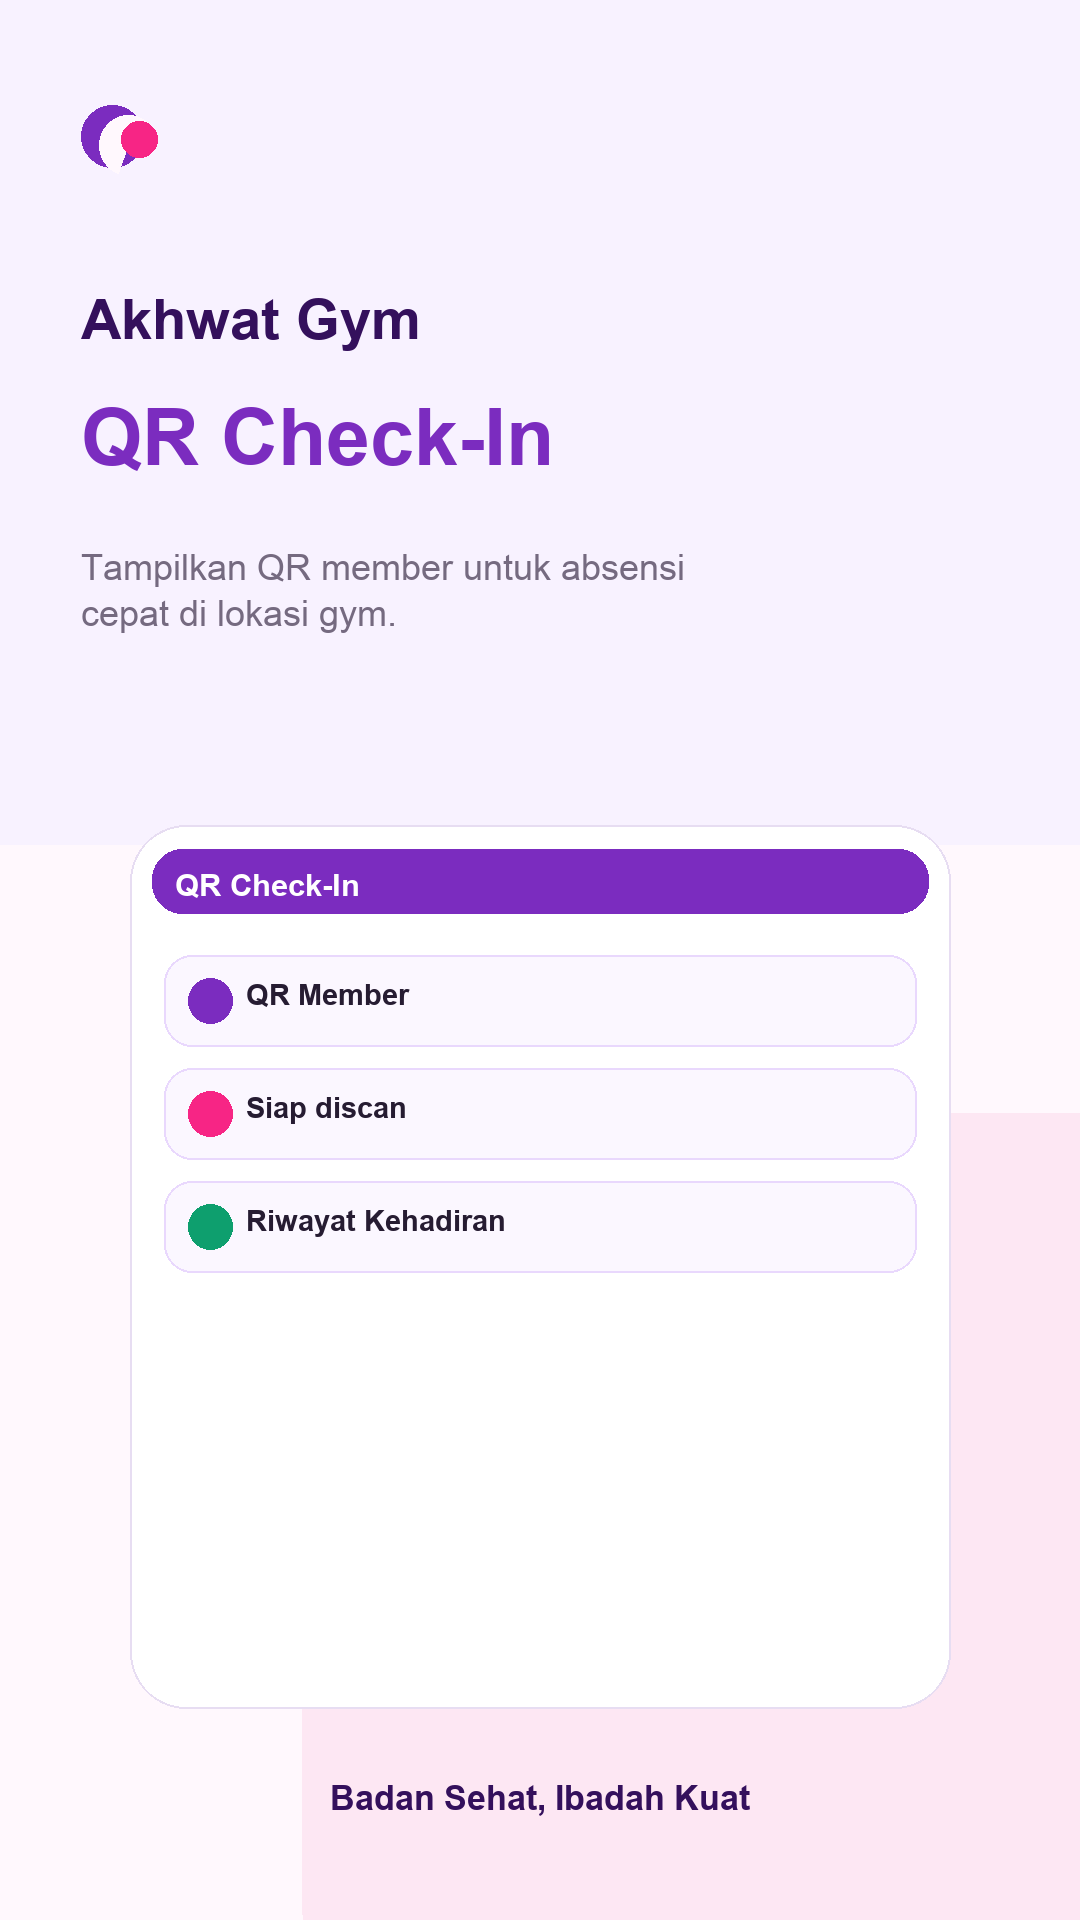 Akhwat Gym
QR Check-In
Tampilkan QR member untuk absensi
cepat di lokasi gym.
QR Check-In
QR Member
Siap discan
Riwayat Kehadiran
Badan Sehat, Ibadah Kuat